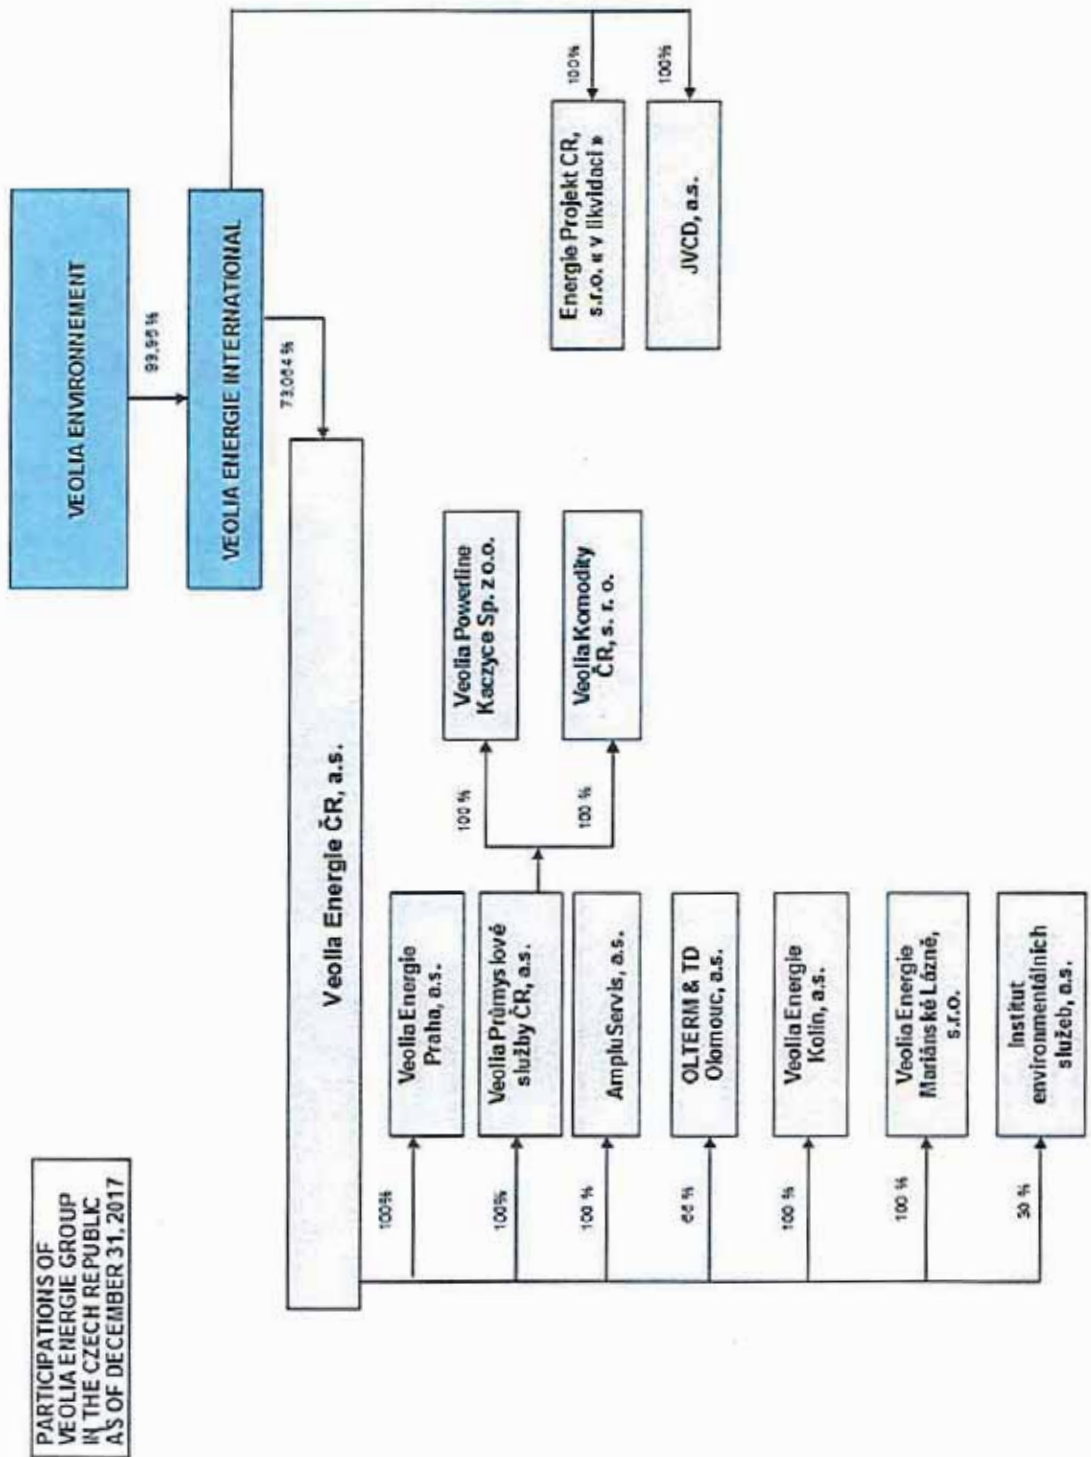 PARTICIPATIONS OF
VEOLIA ENERGIE GROUP
IN THE CZECH REPUBLIC
AS OF DECEMBER 31, 2017
VEOLIA ENVIRONNEMENT
99,95 %
VEOLIA ENERGIE INTERNATIONAL
73,064 %
Veolia Energie ČR, a.s.
100%
Veolia Energie
Praha, a.s.
100%
Veolia Průmyslové
služby ČR, a.s.
100 %
AmpluServis, a.s.
66 %
OLTERM & TD
Olomouc, a.s.
100 %
Veolia Energie
Kolín, a.s.
100 %
Veolia Energie
Mariánské Lázně,
s.r.o.
30 %
Institut
environmentálních
služeb, a.s.
100 %
Veolia Powerline
Kaczyce Sp. z o.o.
100 %
Veolia Komodity
ČR, s. r. o.
100%
Energie Projekt ČR,
s.r.o. « v likvidaci »
100%
JVCD, a.s.